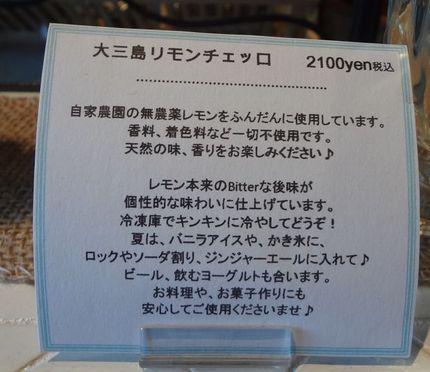 大三島リモンチェッロ 2100yen税込
自家農園の無農薬レモンをふんだんに使用しています。
香料、着色料など一切不使用です。
天然の味、香りをお楽しみください♪
レモン本来のBitterな後味が
個性的な味わいに仕上げています。
冷凍庫でキンキンに冷やしてどうぞ！
夏は、バニラアイスや、かき氷に、
ロックやソーダ割り、ジンジャーエールに入れて♪
ビール、飲むヨーグルトも合います。
お料理や、お菓子作りにも
安心してご使用くださいませ♪